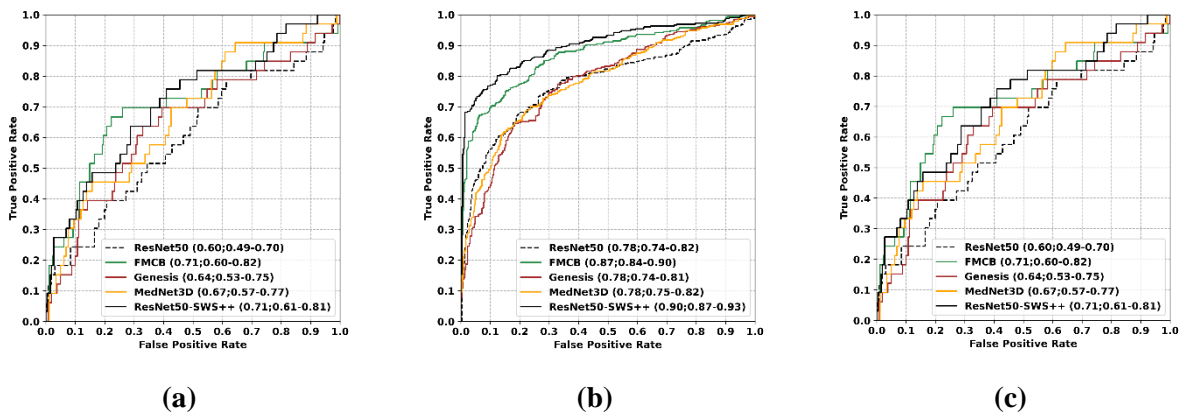 1.0
0.9
0.8
0.7
0.6
0.5
0.4
0.3
0.2
0.1
0.0
True Positive Rate
0.0 0.1 0.2 0.3 0.4 0.5 0.6 0.7 0.8 0.9 1.0
False Positive Rate
ResNet50 (0.60;0.49-0.70)
FMCB (0.71;0.60-0.82)
Genesis (0.64;0.53-0.75)
MedNet3D (0.67;0.57-0.77)
ResNet50-SWS++ (0.71;0.61-0.81)
(a)
1.0
0.9
0.8
0.7
0.6
0.5
0.4
0.3
0.2
0.1
0.0
True Positive Rate
0.0 0.1 0.2 0.3 0.4 0.5 0.6 0.7 0.8 0.9 1.0
False Positive Rate
ResNet50 (0.78;0.74-0.82)
FMCB (0.87;0.84-0.90)
Genesis (0.78;0.74-0.81)
MedNet3D (0.78;0.75-0.82)
ResNet50-SWS++ (0.90;0.87-0.93)
(b)
1.0
0.9
0.8
0.7
0.6
0.5
0.4
0.3
0.2
0.1
0.0
True Positive Rate
0.0 0.1 0.2 0.3 0.4 0.5 0.6 0.7 0.8 0.9 1.0
False Positive Rate
ResNet50 (0.60;0.49-0.70)
FMCB (0.71;0.60-0.82)
Genesis (0.64;0.53-0.75)
MedNet3D (0.67;0.57-0.77)
ResNet50-SWS++ (0.71;0.61-0.81)
(c)